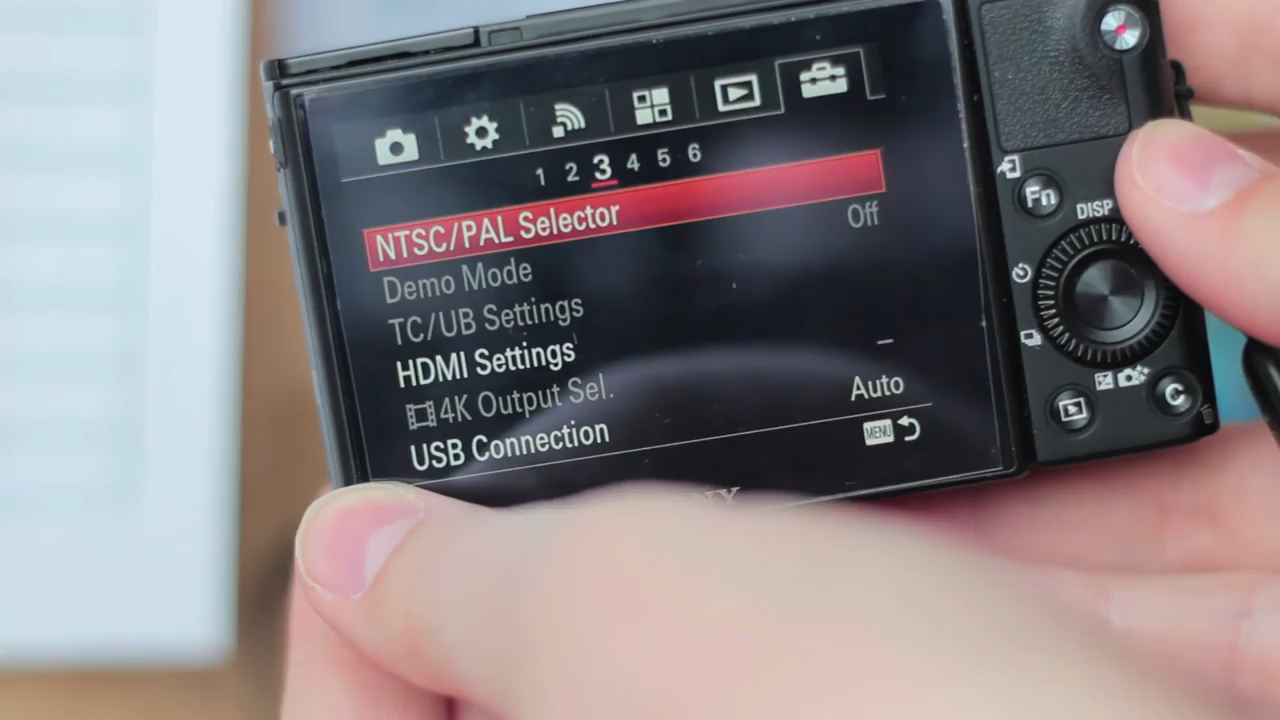 1 2 3 4 5 6
NTSC/PAL Selector
Demo Mode Off
TC/UB Settings
HDMI Settings
4K Output Sel. –
USB Connection Auto
MENU
Fn
DISP
C